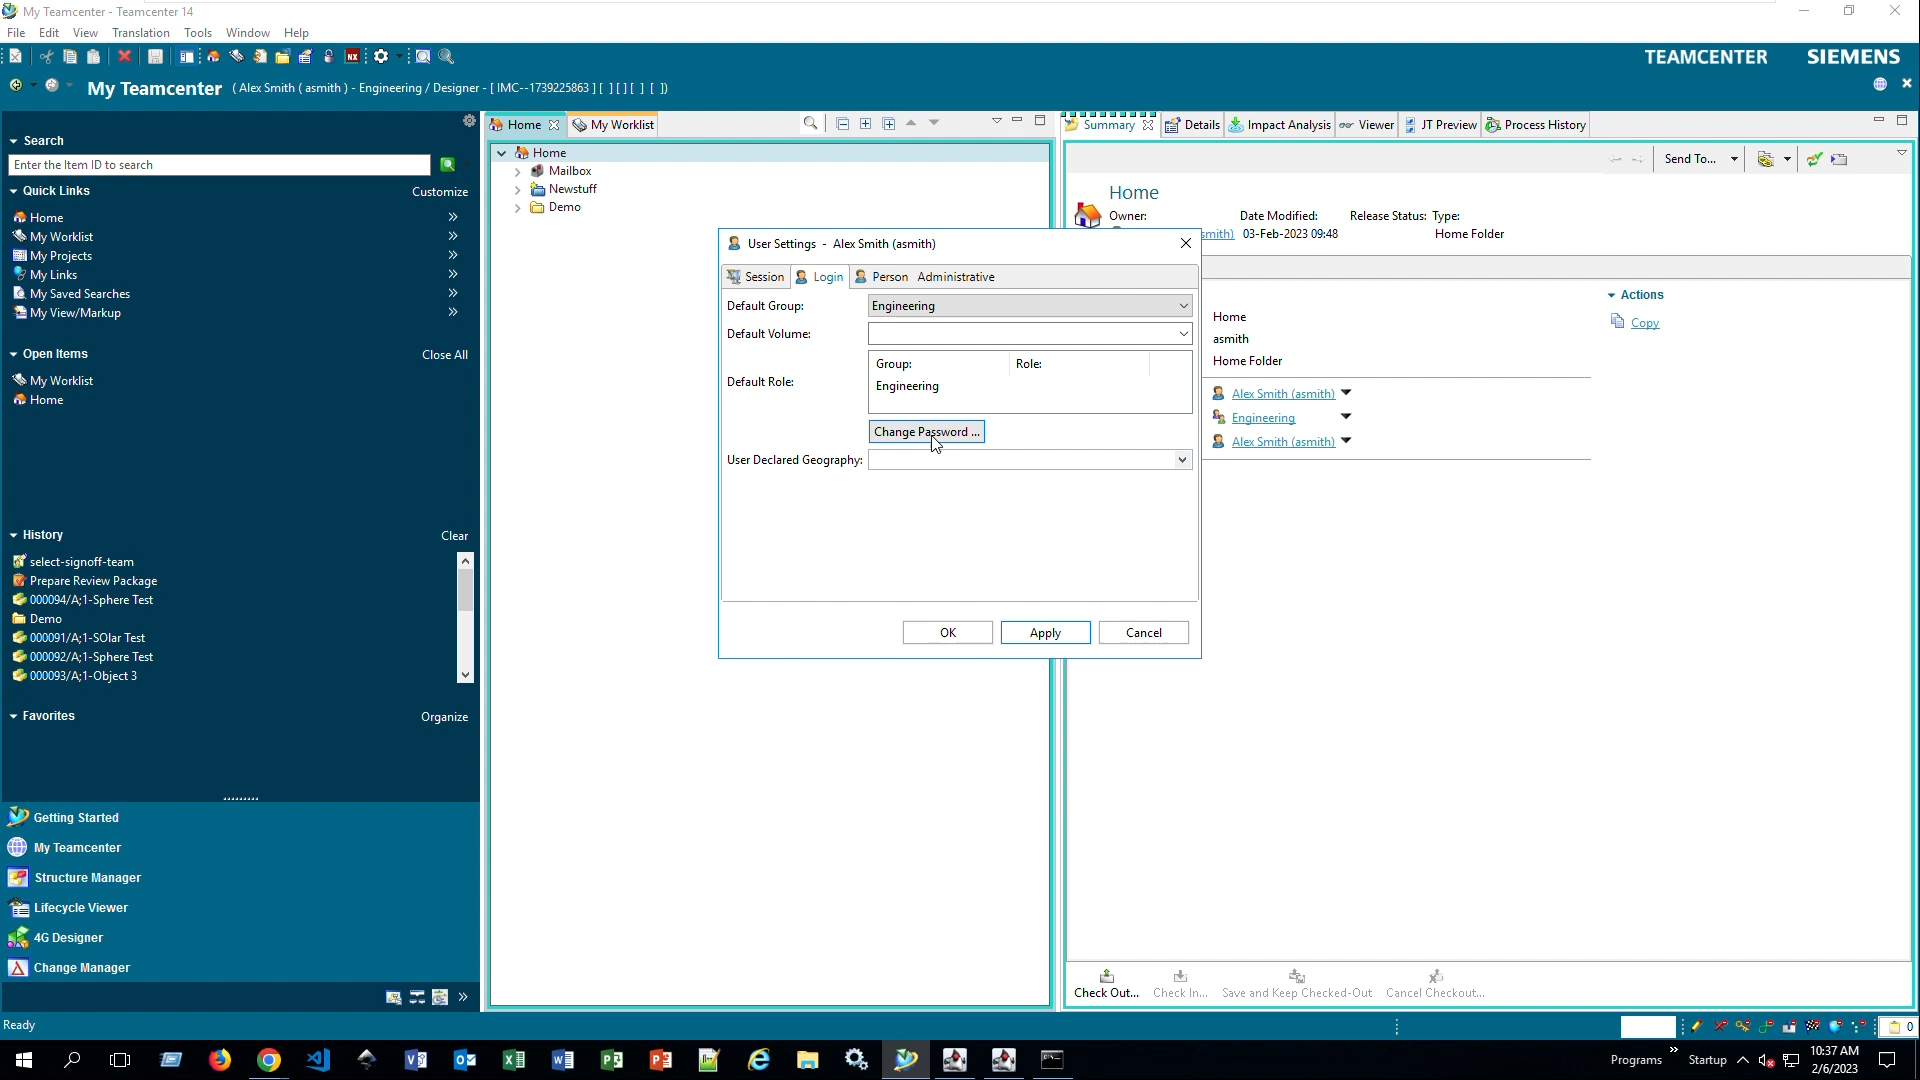 My Teamcenter - Teamcenter 14
File Edit View Translation Tools Window Help
TEAMCENTER SIEMENS
My Teamcenter ( Alex Smith ( asmith ) - Engineering / Designer - [ IMC--1739225863 ] [ ] [ ] [ ] [ ])
Search
Enter the Item ID to search
Quick Links Customize
Home
My Worklist
My Projects
My Links
My Saved Searches
My View/Markup
Open Items Close All
My Worklist
Home
History Clear
select-signoff-team
Prepare Review Package
000094/A;1-Sphere Test
Demo
000091/A;1-SOlar Test
000092/A;1-Sphere Test
000093/A;1-Object 3
Favorites Organize
Getting Started
My Teamcenter
Structure Manager
Lifecycle Viewer
4G Designer
Change Manager
Home My Worklist
Home
Mailbox
Newstuff
Demo
User Settings - Alex Smith (asmith)
Session Login Person Administrative
Default Group: Engineering
Default Volume:
Group: Role:
Default Role: Engineering
Change Password ...
User Declared Geography:
OK Apply Cancel
Summary Details Impact Analysis Viewer JT Preview Process History
Send To...
Home
Owner: Date Modified: Release Status: Type:
smith) 03-Feb-2023 09:48 Home Folder
Actions
Copy
Home
asmith
Home Folder
Alex Smith (asmith)
Engineering
Alex Smith (asmith)
Check Out... Check In... Save and Keep Checked-Out Cancel Checkout...
Ready
0
NX
Programs Startup
10:37 AM
2/6/2023